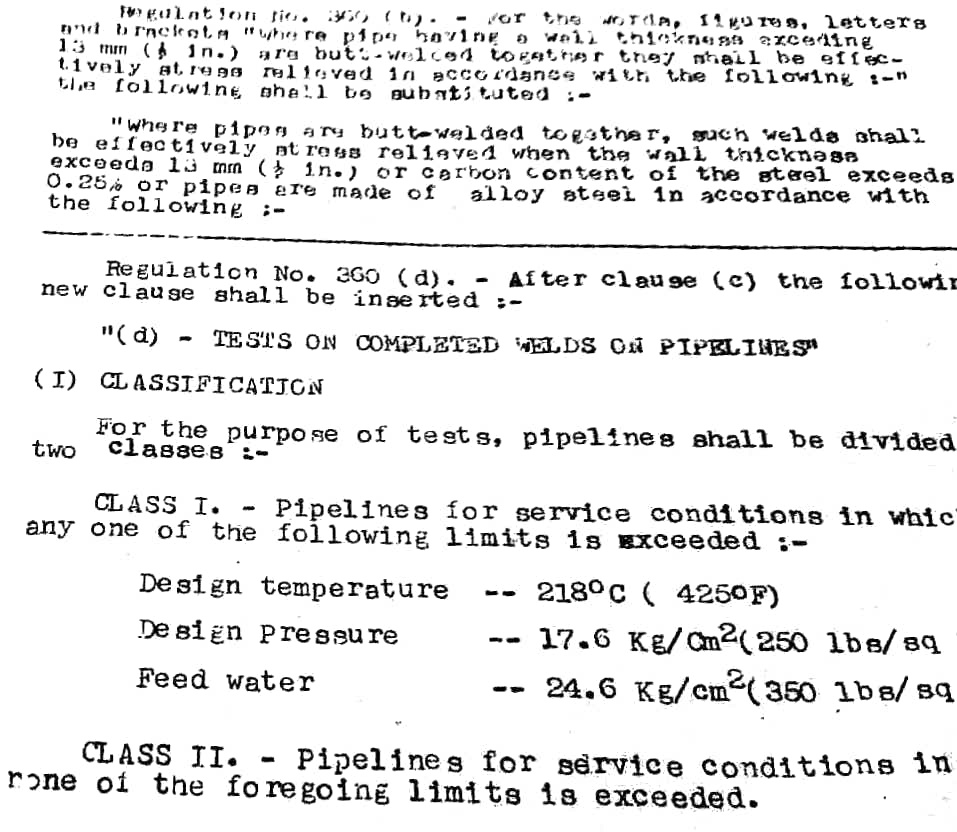 Regulation No. 360 (b). - For the words, figures, letters
and brackets "where pipe having a wall thickness exceding
13 mm (½ in.) are butt-welded together they shall be effec-
tively stress relieved in accordance with the following :-"
the following shall be substituted :-
"Where pipes are butt-welded together, such welds shall
be effectively stress relieved when the wall thickness
exceeds 13 mm (½ in.) or carbon content of the steel exceeds
0.25% or pipes are made of alloy steel in accordance with
the following :-
Regulation No. 360 (d). - After clause (c) the followin
new clause shall be inserted :-
"(d) - TESTS ON COMPLETED WELDS ON PIPELINES"
(I) CLASSIFICATION
For the purpose of tests, pipelines shall be divided
two classes :-
CLASS I. - Pipelines for service conditions in whic
any one of the following limits is exceeded :-
Design temperature -- 218°C ( 425°F)
Design Pressure -- 17.6 Kg/Cm²(250 lbs/sq
Feed water -- 24.6 Kg/cm²(350 lbs/sq
CLASS II. - Pipelines for service conditions in
none of the foregoing limits is exceeded.